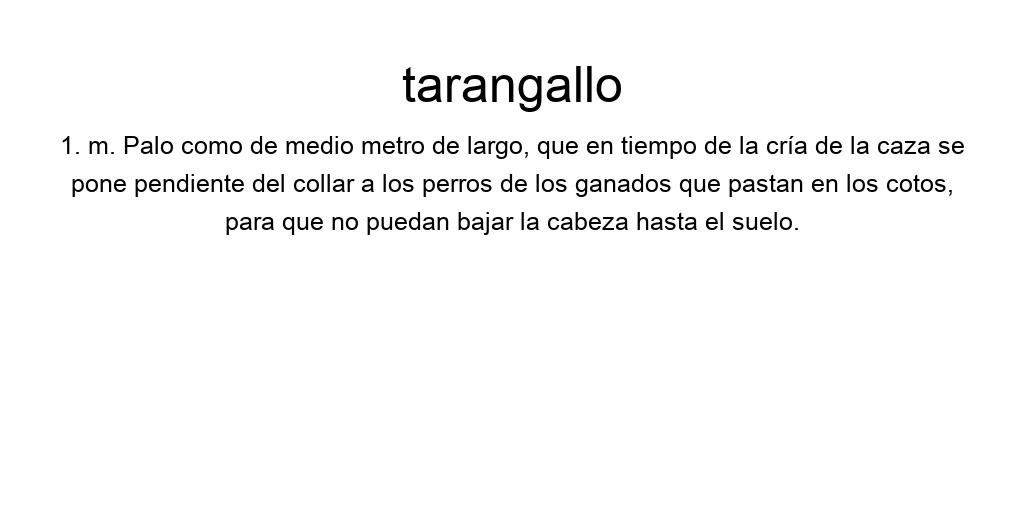 tarangallo
1. m. Palo como de medio metro de largo, que en tiempo de la cría de la caza se
pone pendiente del collar a los perros de los ganados que pastan en los cotos,
para que no puedan bajar la cabeza hasta el suelo.